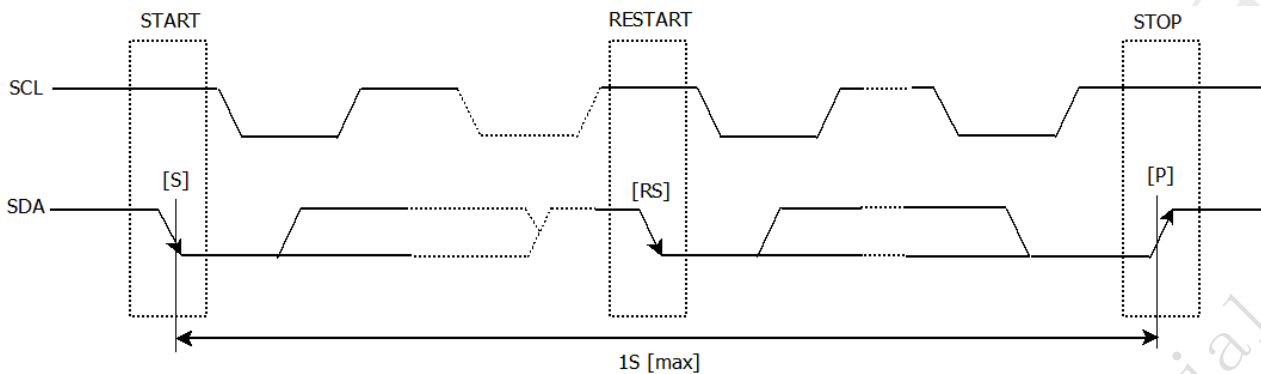 START RESTART STOP
SCL
[S] [RS] [P]
SDA
1S [max]